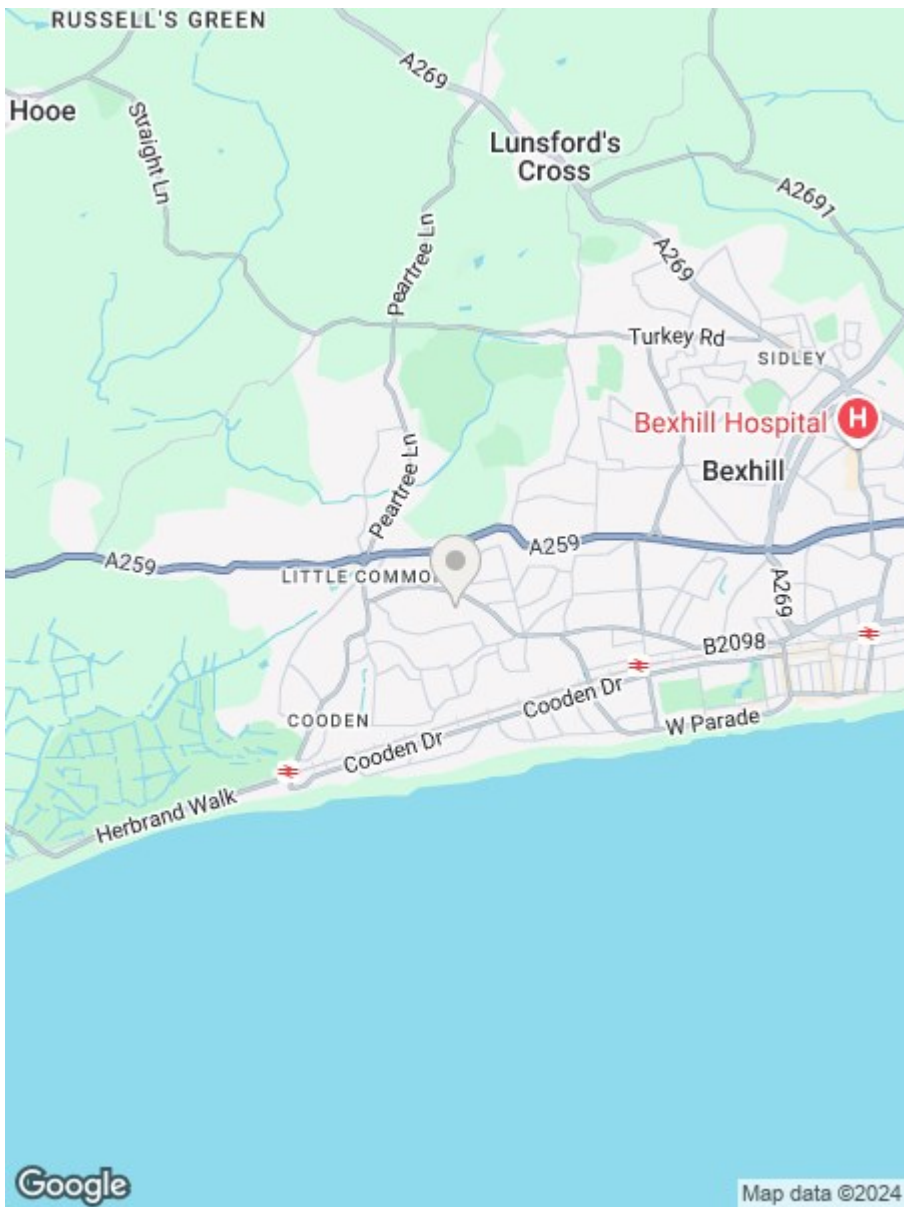 RUSSELL'S GREEN
A269
Hooe
Straight Ln
Lunsford's
Cross
A2691
Peartree Ln
A269
Turkey Rd
SIDLEY
Bexhill Hospital
H
Bexhill
Peartree Ln
A259
A259
LITTLE COMMO
A269
B2098
Cooden Dr
COODEN
W Parade
Cooden Dr
Herbrand Walk
Google
Map data ©2024